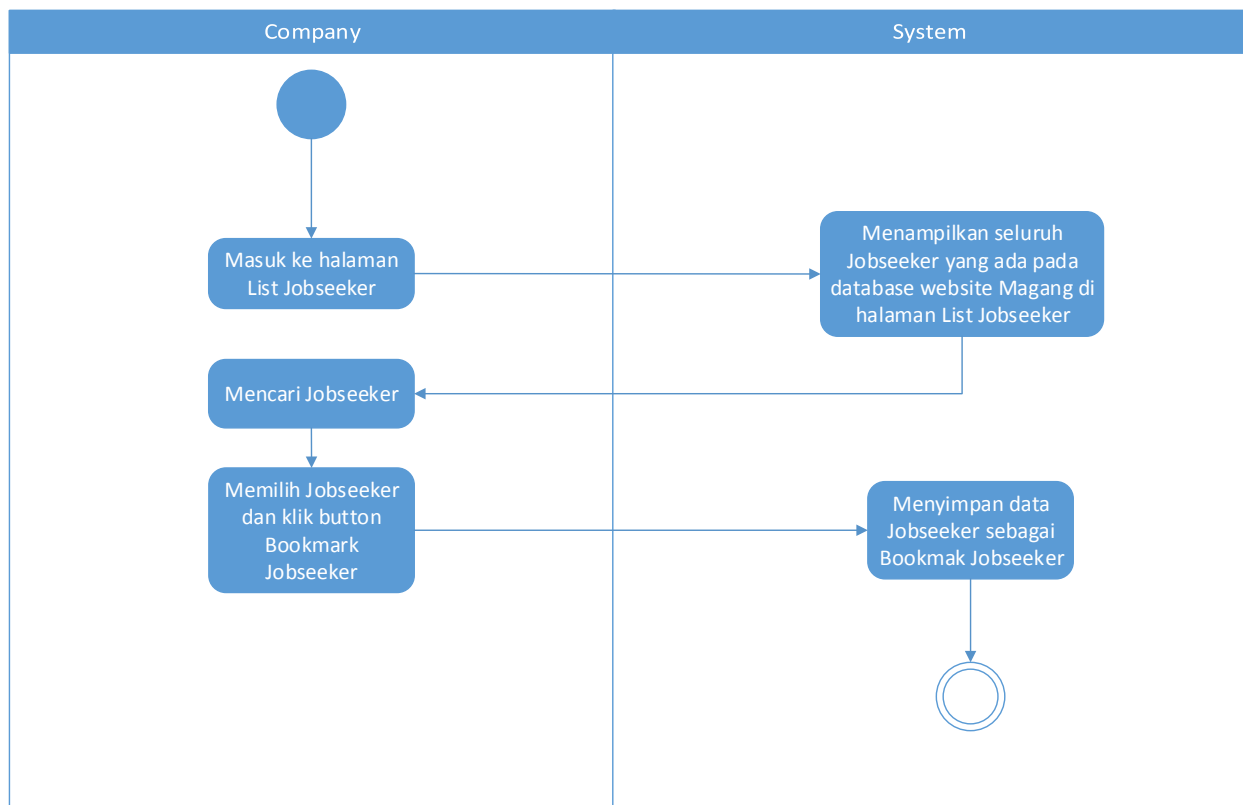 Company
System
Masuk ke halaman
List Jobseeker
Menampilkan seluruh
Jobseeker yang ada pada
database website Magang di
halaman List Jobseeker
Mencari Jobseeker
Memilih Jobseeker
dan klik button
Bookmark
Jobseeker
Menyimpan data
Jobseeker sebagai
Bookmak Jobseeker